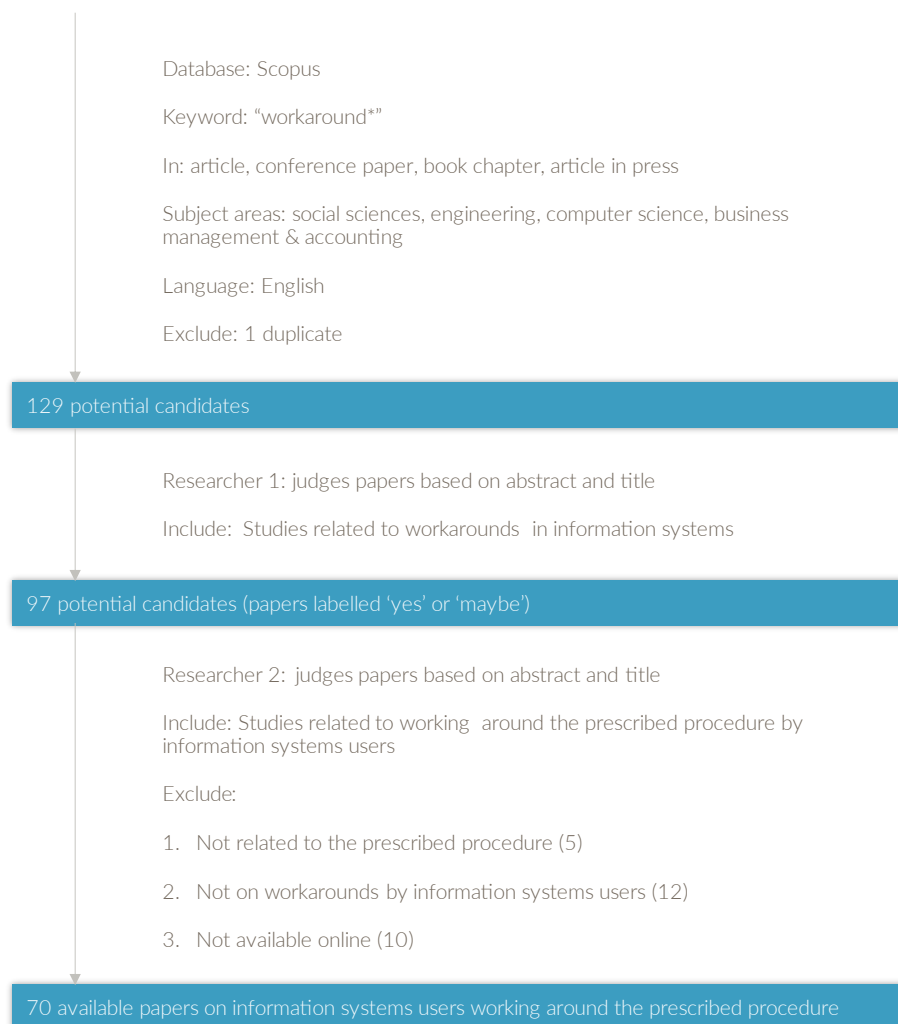 Database: Scopus
Keyword: “workaround*”
In: article, conference paper, book chapter, article in press
Subject areas: social sciences, engineering, computer science, business
management & accounting
Language: English
Exclude: 1 duplicate
129 potential candidates
Researcher 1: judges papers based on abstract and title
Include:  Studies related to workarounds  in information systems
97 potential candidates (papers labelled ‘yes’ or ‘maybe’)
Researcher 2:  judges papers based on abstract and title
Include: Studies related to working  around the prescribed procedure by
information systems users
Exclude:
1. Not related to the prescribed procedure (5)
2. Not on workarounds by information systems users (12)
3. Not available online (10)
70 available papers on information systems users working around the prescribed procedure